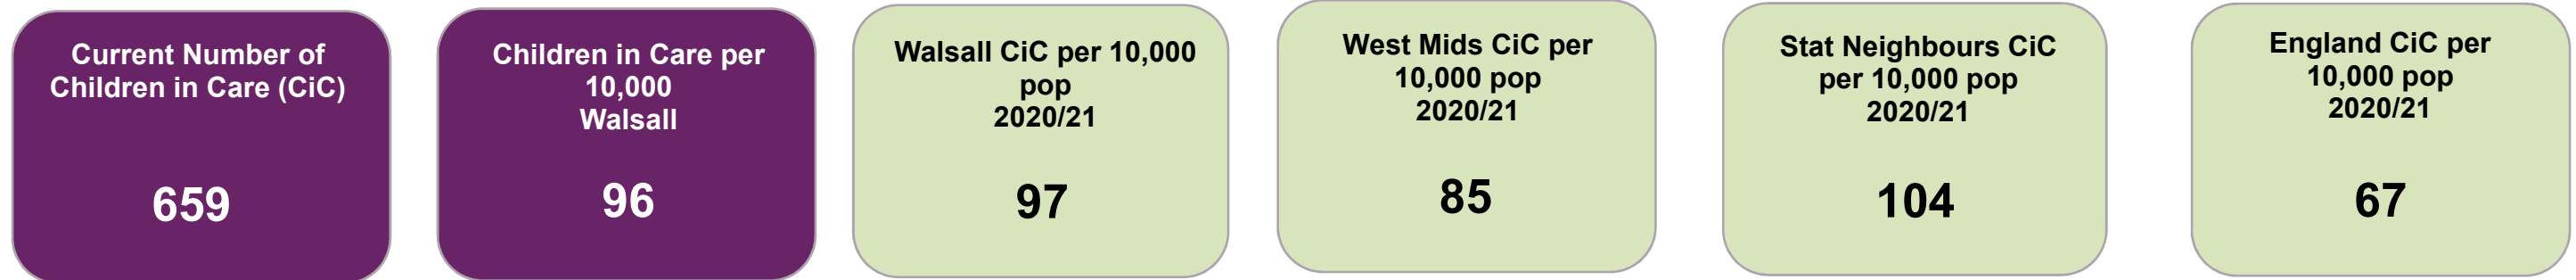 Current Number of
Children in Care (CiC)
659
Children in Care per
10,000
Walsall
96
Walsall CiC per 10,000
pop
2020/21
97
West Mids CiC per
10,000 pop
2020/21
85
Stat Neighbours CiC
per 10,000 pop
2020/21
104
England CiC per
10,000 pop
2020/21
67